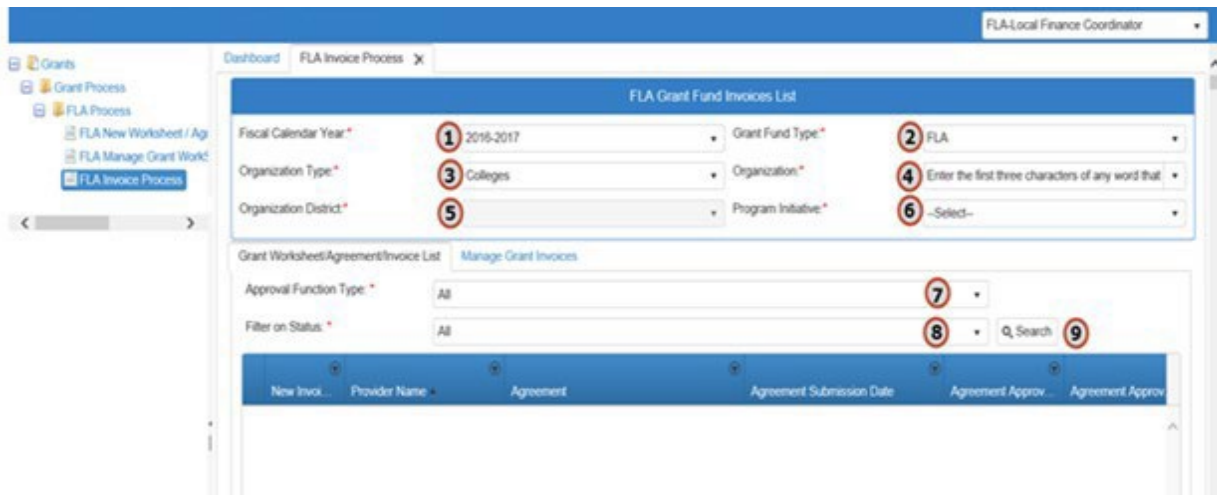 FLA-Local Finance Coordinator
Grants
Grant Process
FLA Process
FLA New Worksheet / Agr
FLA Manage Grant WorkS
FLA Invoice Process
Dashboard FLA Invoice Process X
FLA Grant Fund Invoices List
Fiscal Calendar Year:* 1 2016-2017 Grant Fund Type:* 2 FLA
Organization Type:* 3 Colleges Organization:* 4 Enter the first three characters of any word that
Organization District:* 5 Program Initiative:* 6 --Select--
Grant Worksheet/Agreement/Invoice List Manage Grant Invoices
Approval Function Type: * All 7
Filter on Status: * All 8 Search 9
New Invoi... Provider Name Agreement Agreement Submission Date Agreement Approv... Agreement Approv